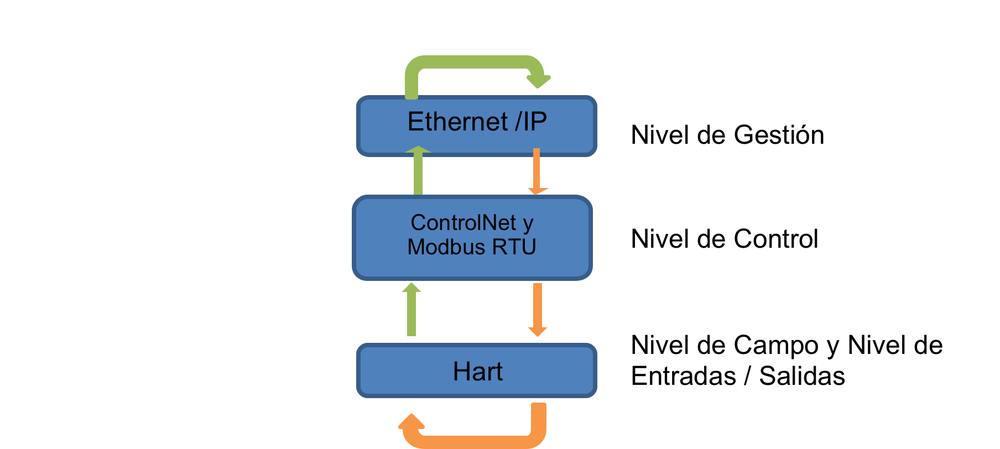 Ethernet /IP
Nivel de Gestión
ControlNet y
Modbus RTU
Nivel de Control
Hart
Nivel de Campo y Nivel de
Entradas / Salidas